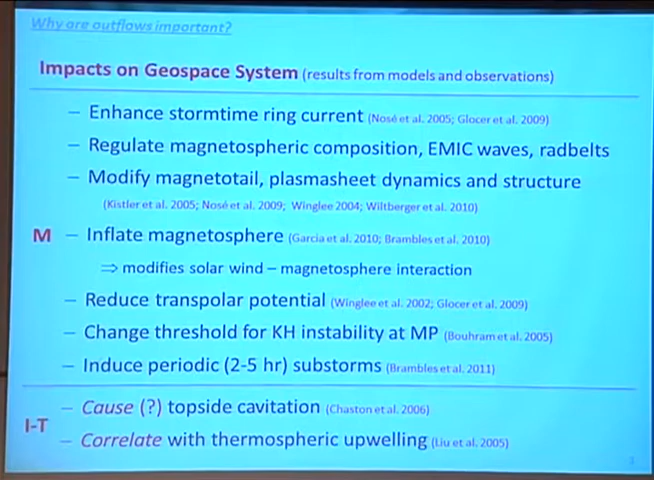 Why are outflows important?
Impacts on Geospace System (results from models and observations)
– Enhance stormtime ring current (Nosé et al. 2005; Glocer et al. 2009)
– Regulate magnetospheric composition, EMIC waves, radbelts
– Modify magnetotail, plasmasheet dynamics and structure
(Kistler et al. 2005; Nosé et al. 2009; Winglee 2004; Wiltberger et al. 2010)
M – Inflate magnetosphere (Garcia et al. 2010; Brambles et al. 2010)
⇒ modifies solar wind – magnetosphere interaction
– Reduce transpolar potential (Winglee et al. 2002; Glocer et al. 2009)
– Change threshold for KH instability at MP (Bouhram et al. 2005)
– Induce periodic (2-5 hr) substorms (Brambles et al. 2011)
I-T
– Cause (?) topside cavitation (Chaston et al. 2006)
– Correlate with thermospheric upwelling (Liu et al. 2005)
3